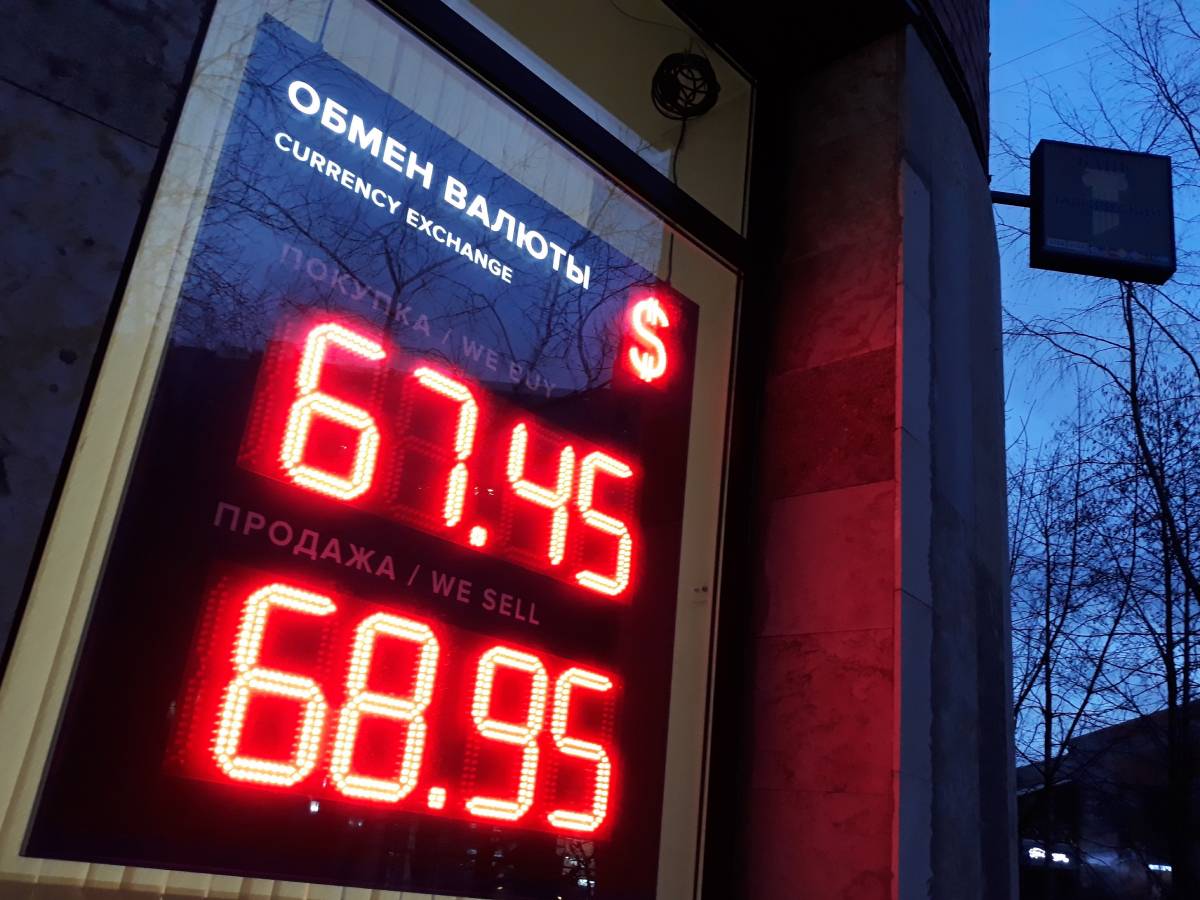 ОБМЕН ВАЛЮТЫ
CURRENCY EXCHANGE
ПОКУПКА / WE BUY
$
67.45
ПРОДАЖА / WE SELL
68.95